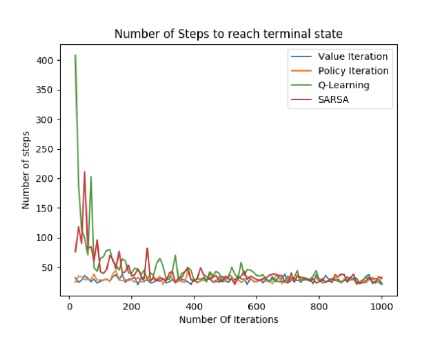 Number of Steps to reach terminal state
Value Iteration
Policy Iteration
Q-Learning
SARSA
Number of steps
400
350
300
250
200
150
100
50
0
200
400
600
800
1000
Number Of Iterations